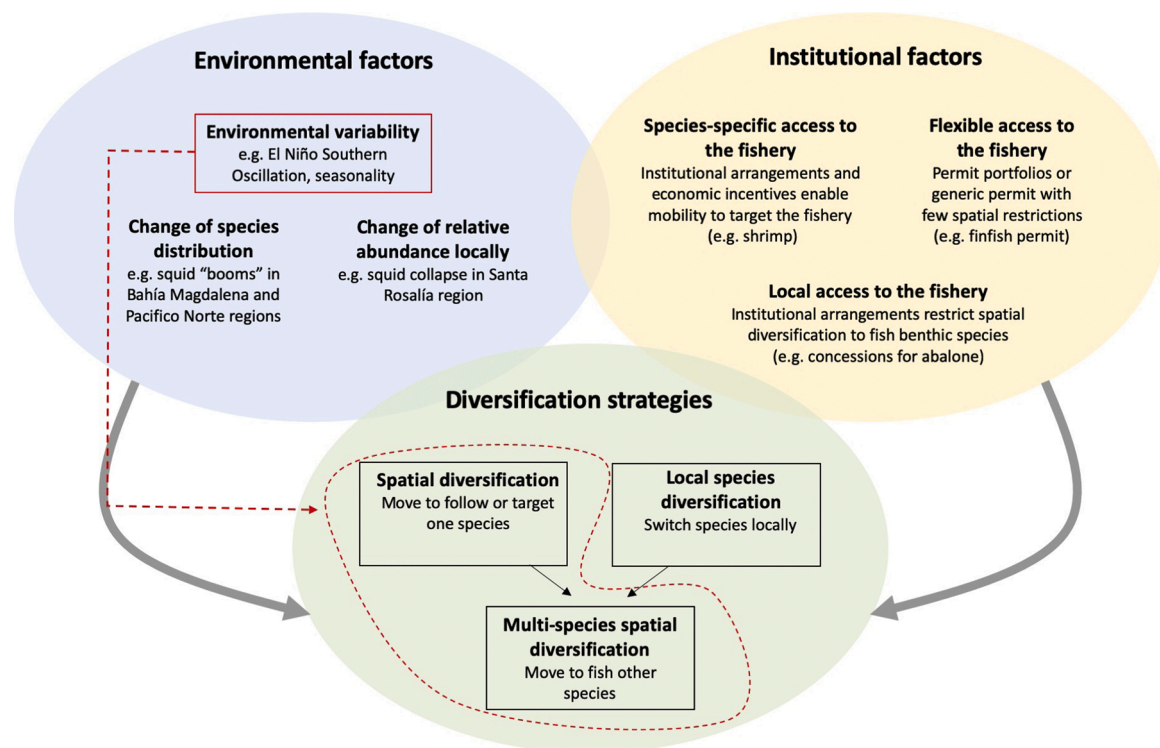 Environmental factors
Environmental variability
e.g. El Niño Southern
Oscillation, seasonality
Change of species
distribution
e.g. squid “booms” in
Bahía Magdalena and
Pacifico Norte regions
Change of relative
abundance locally
e.g. squid collapse in Santa
Rosalía region
Institutional factors
Species-specific access to
the fishery
Institutional arrangements and
economic incentives enable
mobility to target the fishery
(e.g. shrimp)
Flexible access to
the fishery
Permit portfolios or
generic permit with
few spatial restrictions
(e.g. finfish permit)
Local access to the fishery
Institutional arrangements restrict spatial
diversification to fish benthic species
(e.g. concessions for abalone)
Diversification strategies
Spatial diversification
Move to follow or target
one species
Local species
diversification
Switch species locally
Multi-species spatial
diversification
Move to fish other
species